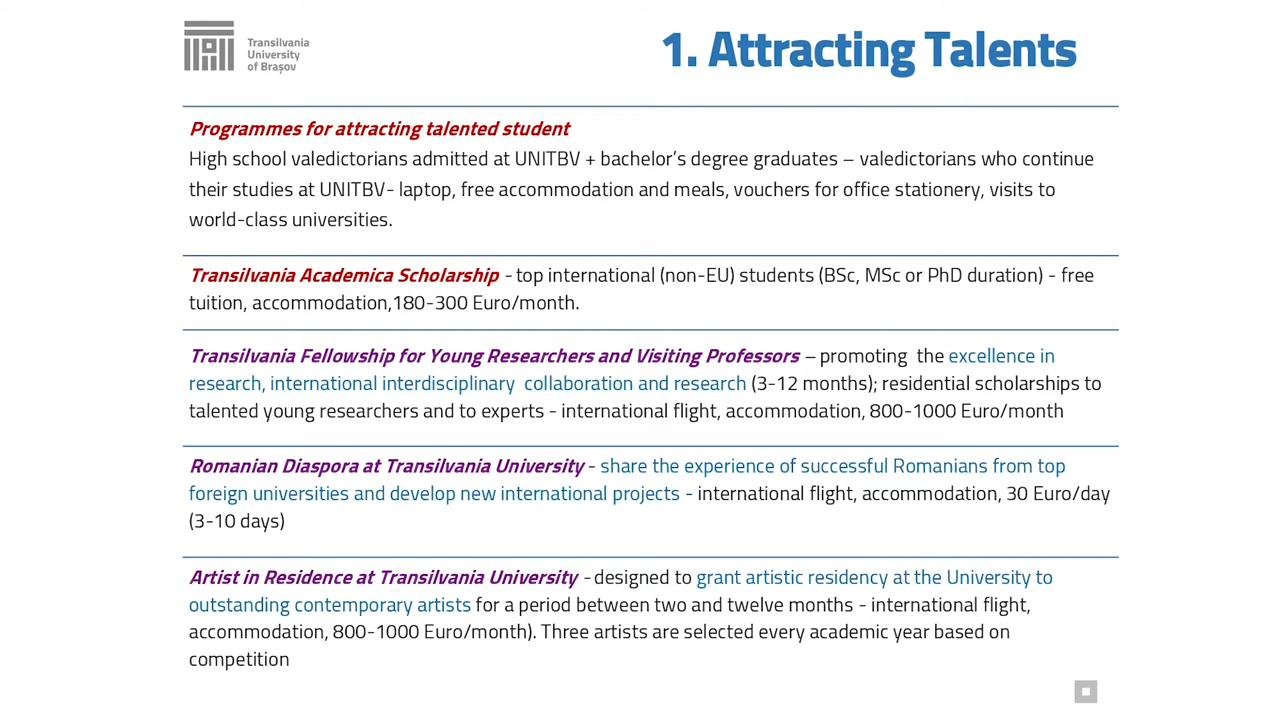 Transilvania
University
of Brașov
1. Attracting Talents
Programmes for attracting talented student
High school valedictorians admitted at UNITBV + bachelor's degree graduates – valedictorians who continue
their studies at UNITBV- laptop, free accommodation and meals, vouchers for office stationery, visits to
world-class universities.
Transilvania Academica Scholarship - top international (non-EU) students (BSc, MSc or PhD duration) - free
tuition, accommodation,180-300 Euro/month.
Transilvania Fellowship for Young Researchers and Visiting Professors – promoting the excellence in
research, international interdisciplinary collaboration and research (3-12 months); residential scholarships to
talented young researchers and to experts - international flight, accommodation, 800-1000 Euro/month
Romanian Diaspora at Transilvania University - share the experience of successful Romanians from top
foreign universities and develop new international projects - international flight, accommodation, 30 Euro/day
(3-10 days)
Artist in Residence at Transilvania University - designed to grant artistic residency at the University to
outstanding contemporary artists for a period between two and twelve months - international flight,
accommodation, 800-1000 Euro/month). Three artists are selected every academic year based on
competition